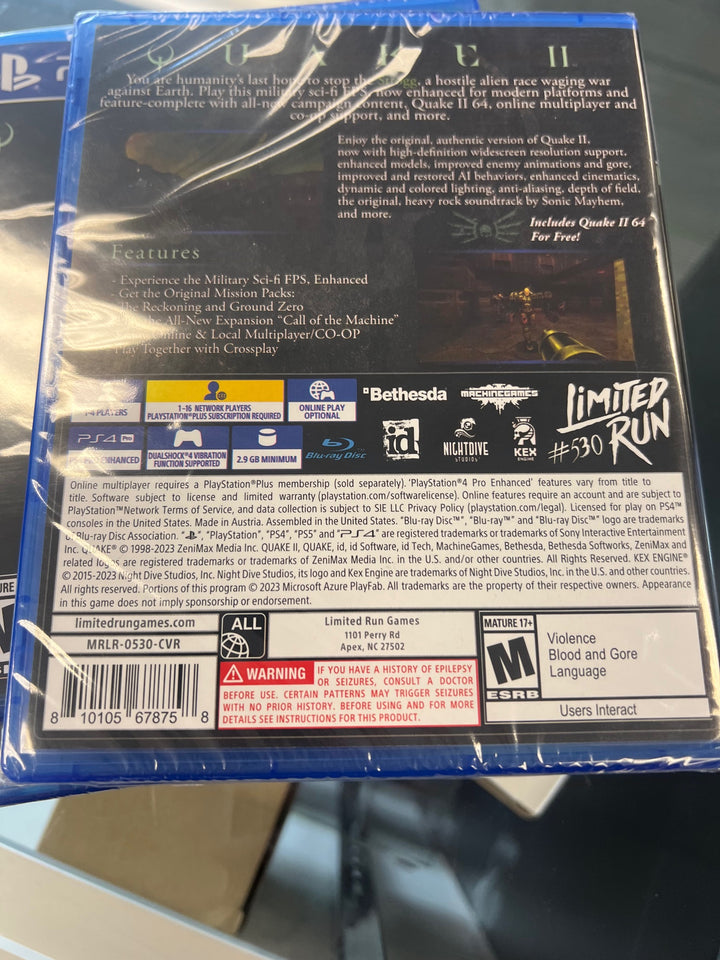 QUAKE II
You are humanity's last hope to stop the Strogg, a hostile alien race waging war
against Earth. Play this military sci-fi FPS, now enhanced for modern platforms and
feature-complete with all-new campaign content, Quake II 64, online multiplayer and
co-op support, and more.
Enjoy the original, authentic version of Quake II,
now with high-definition widescreen resolution support,
enhanced models, improved enemy animations and gore,
improved and restored AI behaviors, enhanced cinematics,
dynamic and colored lighting, anti-aliasing, depth of field,
the original, heavy rock soundtrack by Sonic Mayhem,
and more.
Includes Quake II 64
For Free!
Features
- Experience the Military Sci-fi FPS, Enhanced
- Get the Original Mission Packs:
The Reckoning and Ground Zero
the All-New Expansion "Call of the Machine"
Online & Local Multiplayer/CO-OP
Play Together with Crossplay
1-4 PLAYERS
1-16 NETWORK PLAYERS
PLAYSTATION®PLUS SUBSCRIPTION REQUIRED
ONLINE PLAY
OPTIONAL
Bethesda
MACHINEGAMES
LIMITED
RUN
#530
PS4 Pro
ENHANCED
DUALSHOCK®4 VIBRATION
FUNCTION SUPPORTED
2.9 GB MINIMUM
Blu-ray Disc
id
NIGHTDIVE
STUDIOS
KEX
ENGINE
Online multiplayer requires a PlayStation®Plus membership (sold separately). 'PlayStation®4 Pro Enhanced' features vary from title to
title. Software subject to license and limited warranty (playstation.com/softwarelicense). Online features require an account and are subject to
PlayStation™Network Terms of Service, and data collection is subject to SIE LLC Privacy Policy (playstation.com/legal). Licensed for play on PS4™
consoles in the United States. Made in Austria. Assembled in the United States. "Blu-ray Disc™", "Blu-ray™" and "Blu-ray Disc™" logo are trademarks
of Blu-ray Disc Association. "PS", "PlayStation", "PS4", "PS5" and "PS4" are registered trademarks or trademarks of Sony Interactive Entertainment
Inc. QUAKE® © 1998-2023 ZeniMax Media Inc. QUAKE II, QUAKE, id, id Software, id Tech, MachineGames, Bethesda, Bethesda Softworks, ZeniMax and
related logos are registered trademarks or trademarks of ZeniMax Media Inc. in the U.S. and/or other countries. All Rights Reserved. KEX ENGINE®
© 2015-2023 Night Dive Studios, Inc. Night Dive Studios, its logo and Kex Engine are trademarks of Night Dive Studios, Inc. in the U.S. and other countries.
All rights reserved. Portions of this program © 2023 Microsoft Azure PlayFab. All trademarks are the property of their respective owners. Appearance
in this game does not imply sponsorship or endorsement.
limitedrungames.com
MRLR-0530-CVR
8 10105 67875 8
ALL
Limited Run Games
1101 Perry Rd
Apex, NC 27502
WARNING IF YOU HAVE A HISTORY OF EPILEPSY
OR SEIZURES, CONSULT A DOCTOR
BEFORE USE. CERTAIN PATTERNS MAY TRIGGER SEIZURES
WITH NO PRIOR HISTORY. BEFORE USING AND FOR MORE
DETAILS SEE INSTRUCTIONS FOR THIS PRODUCT.
MATURE 17+
M
ESRB
Violence
Blood and Gore
Language
Users Interact